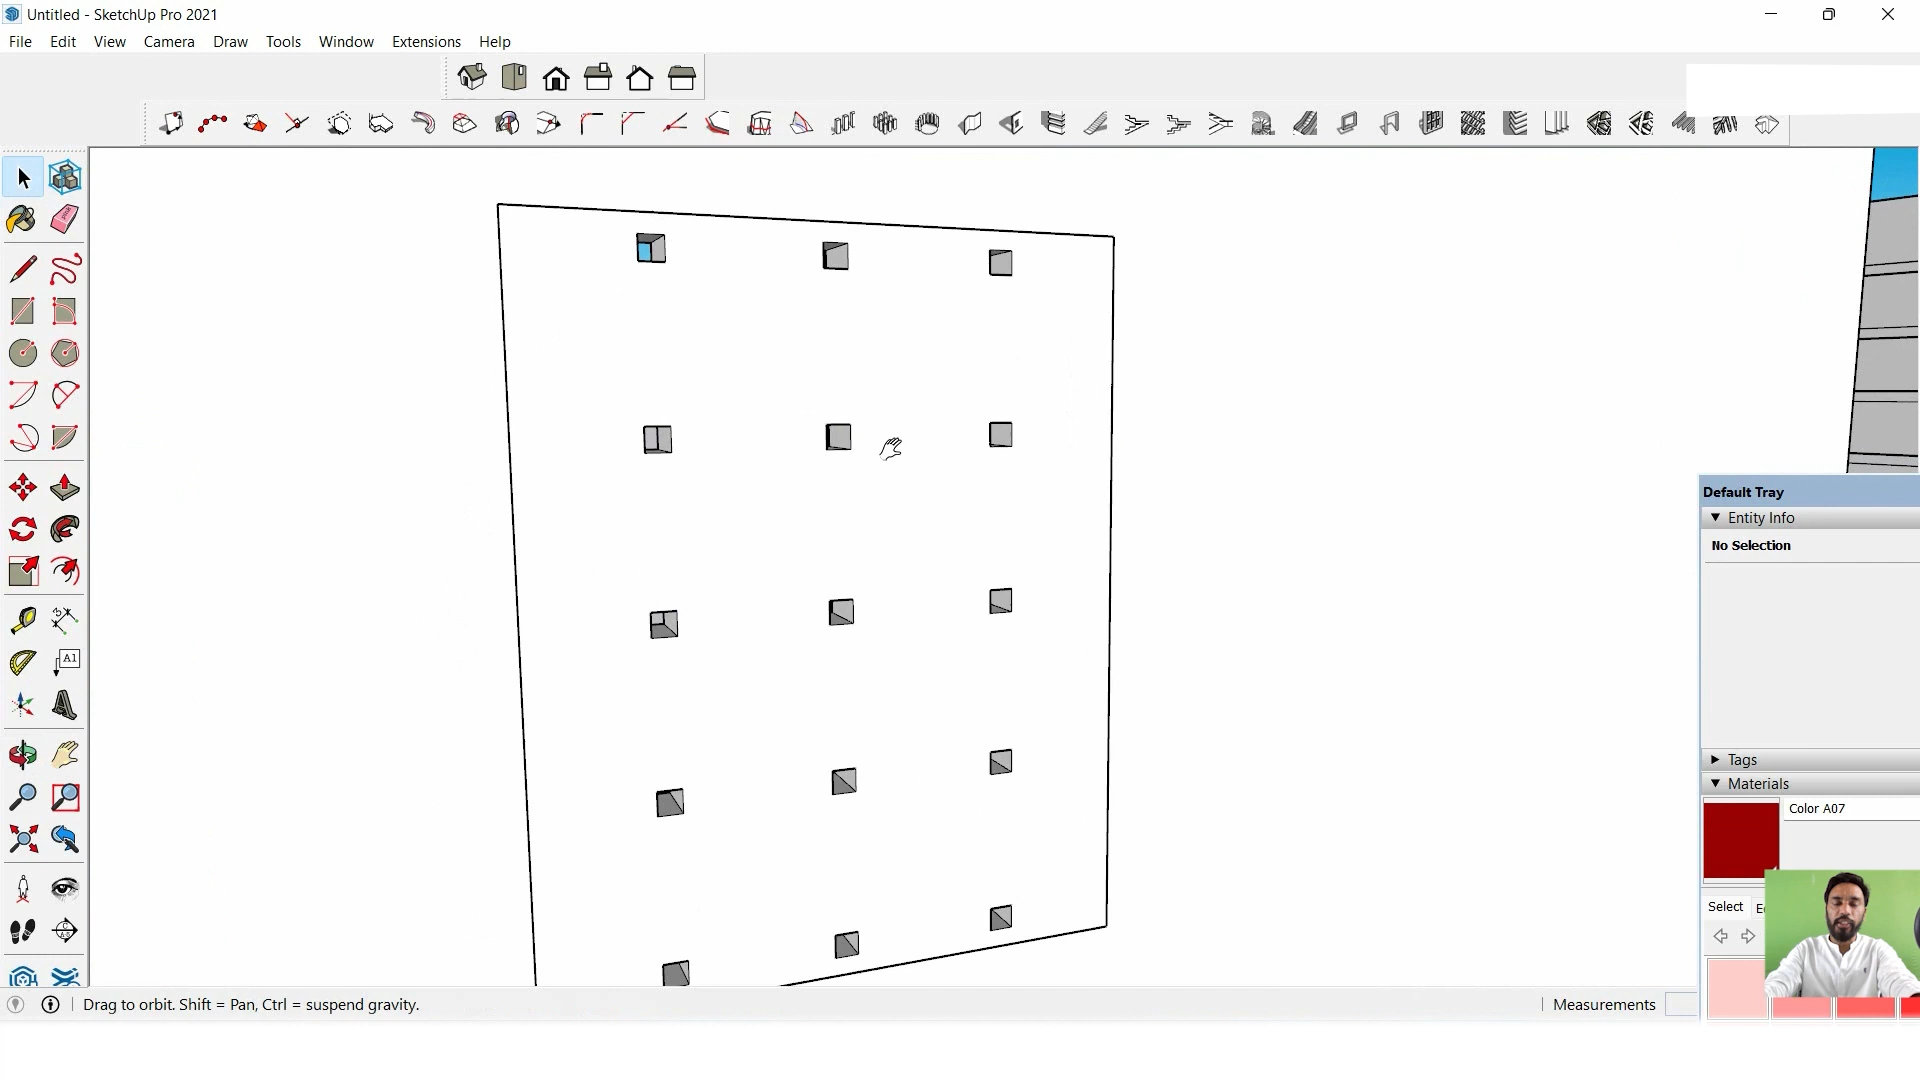 Untitled - SketchUp Pro 2021
File Edit View Camera Draw Tools Window Extensions Help
A1
Default Tray
Entity Info
No Selection
Tags
Materials
Color A07
Select
Drag to orbit. Shift = Pan, Ctrl = suspend gravity.
Measurements